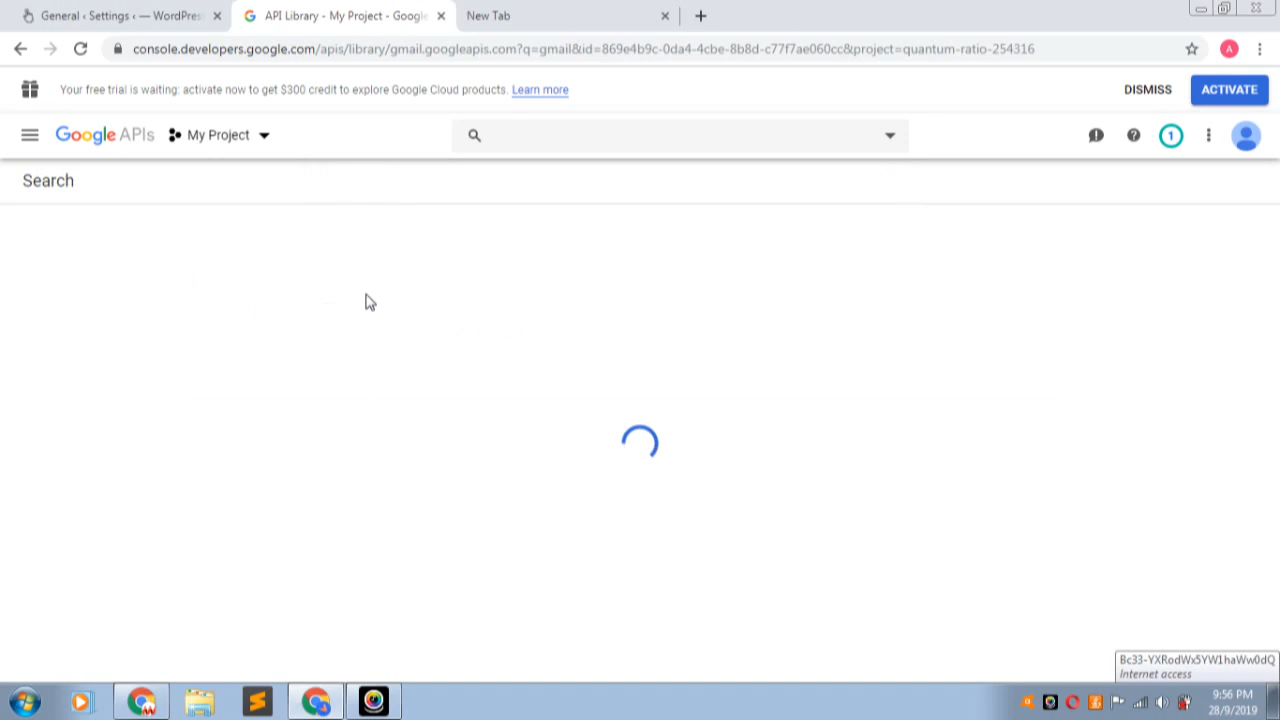 General ‹ Settings ‹ — WordPres
API Library - My Project - Google
New Tab
console.developers.google.com/apis/library/gmail.googleapis.com?q=gmail&id=869e4b9c-0da4-4cbe-8b8d-c77f7ae060cc&project=quantum-ratio-254316
A
Your free trial is waiting: activate now to get $300 credit to explore Google Cloud products. Learn more
DISMISS
ACTIVATE
Google APIs
My Project
1
Search
Bc33-YXRodWx5YW1haWw0dQ
Internet access
9:56 PM
28/9/2019